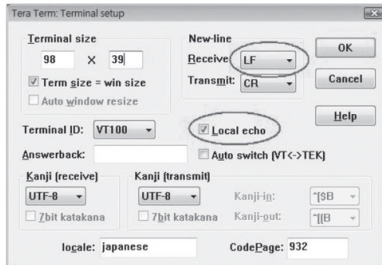 Tera Term: Terminal setup
Terminal size
98 X 39
Term size = win size
Auto window resize
New-line
Receive: LF
Transmit: CR
OK
Cancel
Help
Terminal ID: VT100
Local echo
Answerback:
Auto switch (VT<->TEK)
Kanji (receive)
UTF-8
7bit katakana
Kanji (transmit)
UTF-8
7bit katakana
Kanji-in: ^[$B
Kanji-out: ^[(B
locale: japanese
CodePage: 932